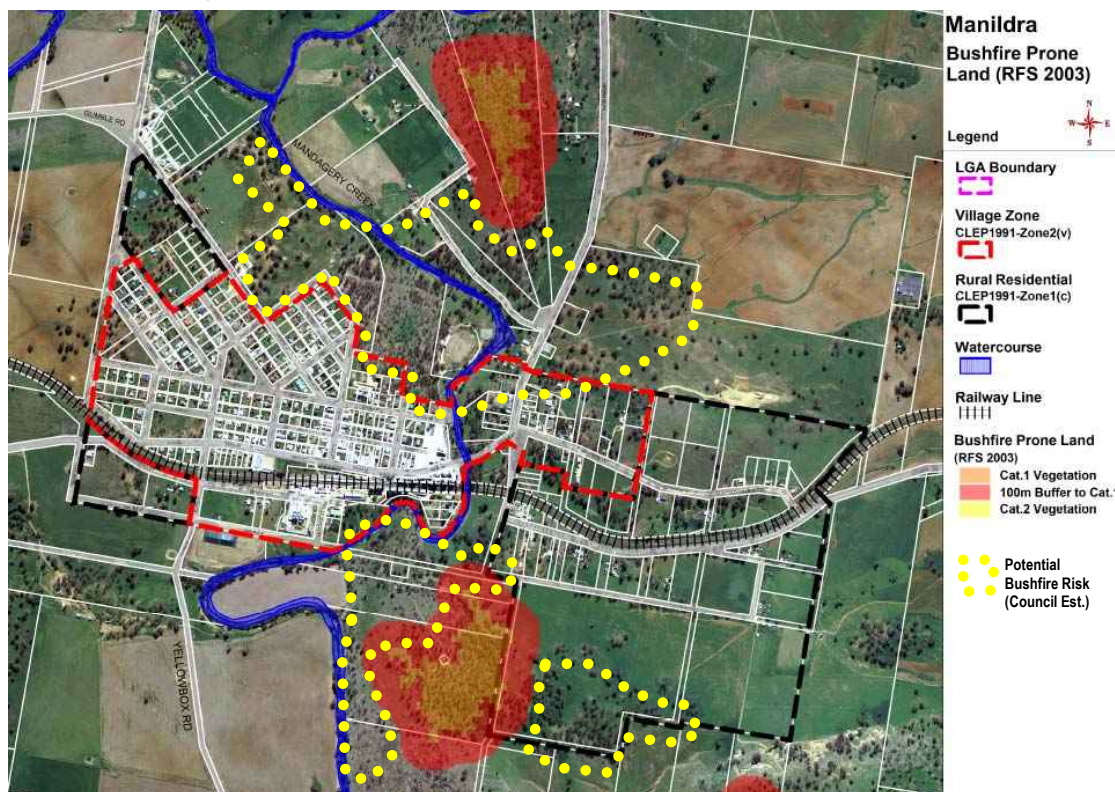 Manildra
Bushfire Prone
Land (RFS 2003)
N
W E
S
Legend
LGA Boundary
Village Zone
CLEP1991-Zone2(v)
Rural Residential
CLEP1991-Zone1(c)
Watercourse
Railway Line
Bushfire Prone Land
(RFS 2003)
Cat.1 Vegetation
100m Buffer to Cat.1
Cat.2 Vegetation
Potential
Bushfire Risk
(Council Est.)
GUMBLE RD
MANDAGERY CREEK
YELLOWBOX RD